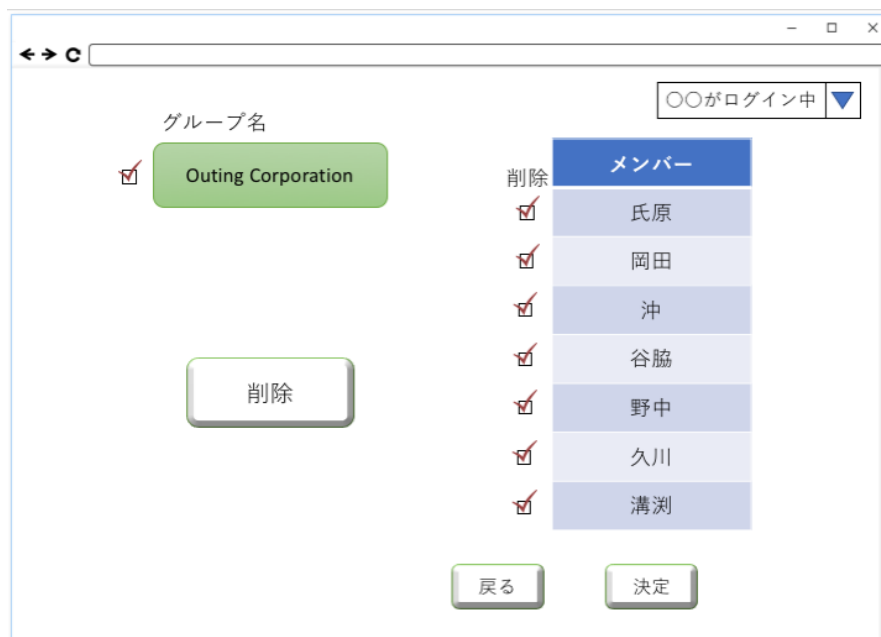 〇〇がログイン中
グループ名
Outing Corporation
削除
削除
メンバー
氏原
岡田
沖
谷脇
野中
久川
溝渕
戻る
決定